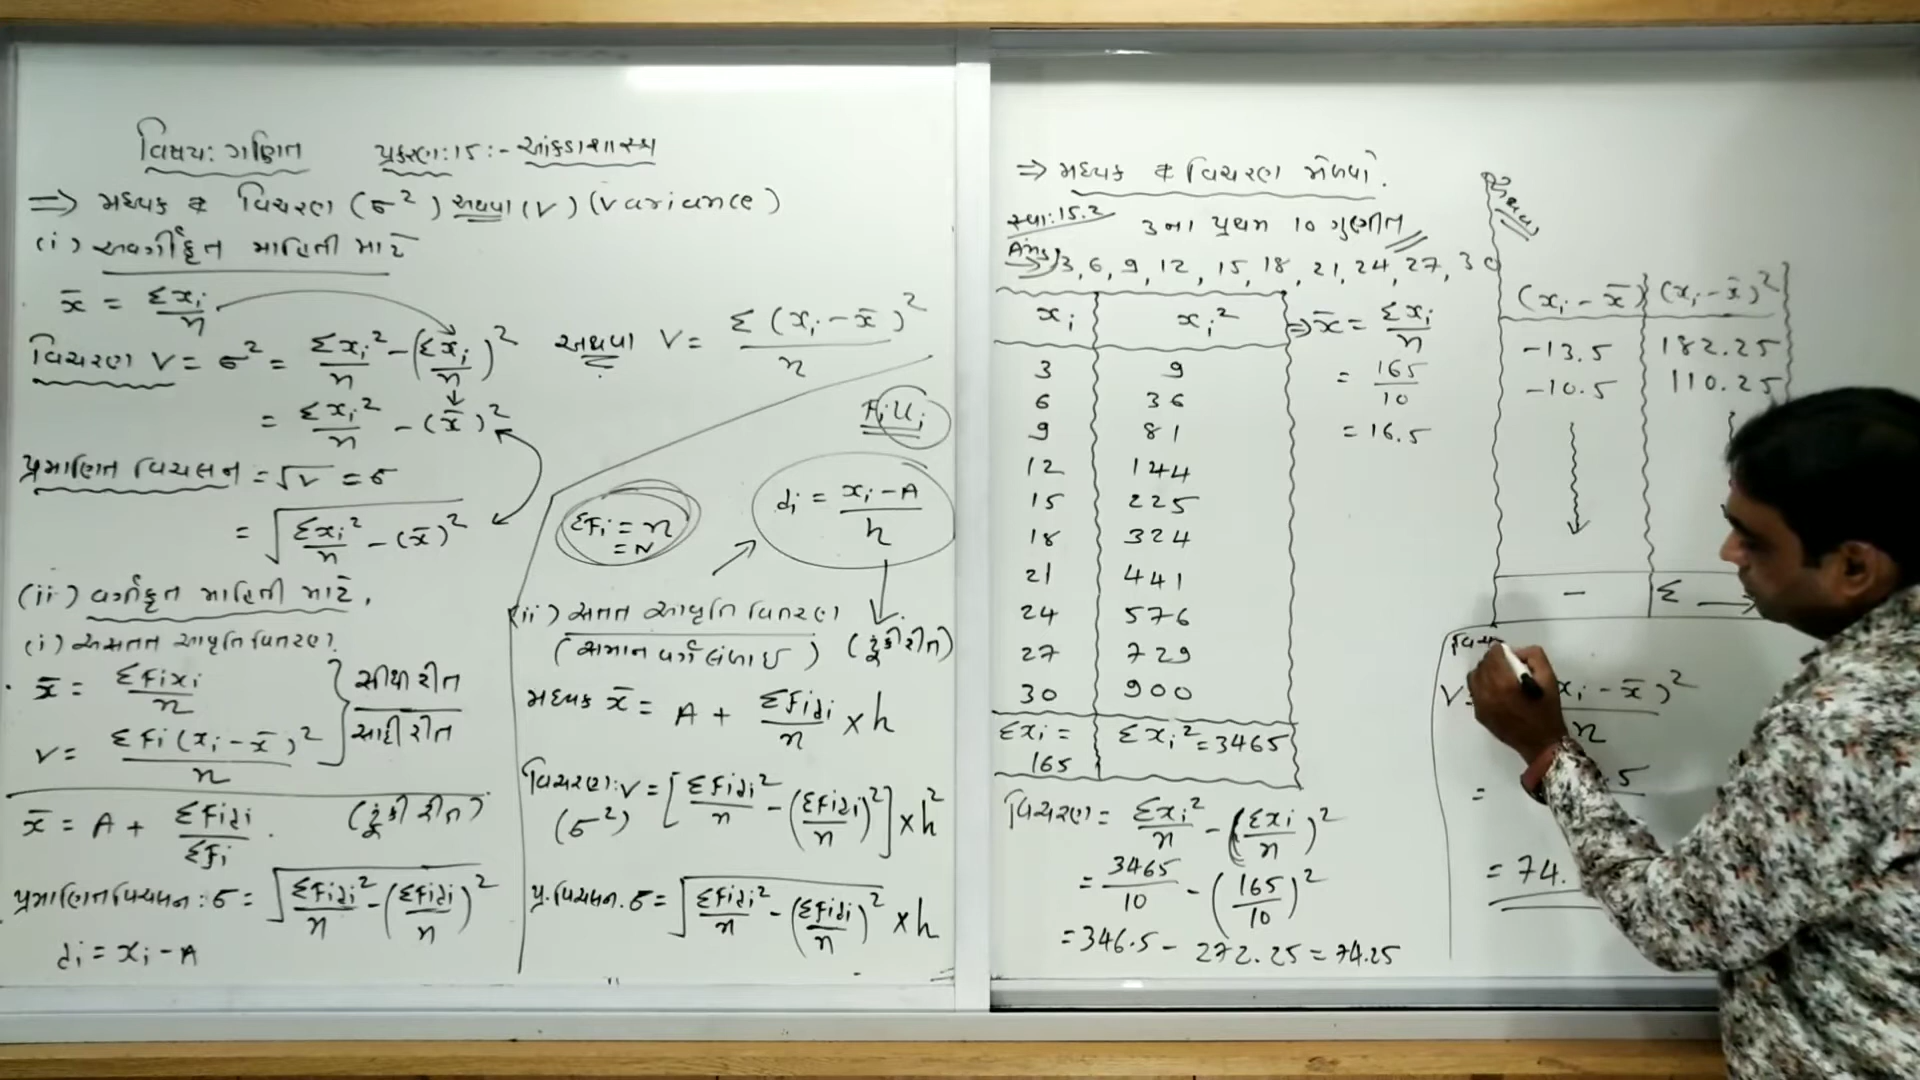 વિષય: ગણિત પ્રકરણ:15:- આંકડાશાસ્ત્ર
=> મધ્યક & વિચરણ (σ²) અથવા (V) (Variance)
(i) અવર્ગીકૃત માહિતી માટે
x̄ = Σxᵢ/n
વિચરણ V = σ² = Σxᵢ²/n - (Σxᵢ/n)² અથવા V = Σ(xᵢ - x̄)²/n
= Σxᵢ²/n - (x̄)²
પ્રમાણિત વિચલન = √V = σ
= √(Σxᵢ²/n - (x̄)²)
(ii) વર્ગીકૃત માહિતી માટે,
(i) અસતત આવૃત્તિ વિતરણ.
x̄ = Σfᵢxᵢ/n
V = Σfᵢ(xᵢ - x̄)²/n
સીધી રીત
સાદી રીત
x̄ = A + Σfᵢdᵢ/Σfᵢ . (ટૂંકી રીત)
પ્રમાણિત વિચલન: σ = √(Σfᵢdᵢ²/n - (Σfᵢdᵢ/n)²)
dᵢ = xᵢ - A
fᵢuᵢ
Σfᵢ = n
= N
dᵢ = (xᵢ - A)/h
(ii) સતત આવૃત્તિ વિતરણ
(સમાન વર્ગલંબાઈ) (ટૂંકી રીત)
મધ્યક x̄ = A + Σfᵢdᵢ/n × h
વિચરણ: V = [Σfᵢdᵢ²/n - (Σfᵢdᵢ/n)²] × h²
(σ²)
પ્ર. વિચલન. σ = √(Σfᵢdᵢ²/n - (Σfᵢdᵢ/n)²) × h
=> મધ્યક & વિચરણ મેળવો.
સ્વા: 15.2 3ના પ્રથમ 10 ગુણીત
Ans 3, 6, 9, 12, 15, 18, 21, 24, 27, 30
xᵢ xᵢ²
3 9
6 36
9 81
12 144
15 225
18 324
21 441
24 576
27 729
30 900
Σxᵢ = 165 Σxᵢ² = 3465
=> x̄ = Σxᵢ/n
= 165/10
= 16.5
વિચરણ = Σxᵢ²/n - (Σxᵢ/n)²
= 3465/10 - (165/10)²
= 346.5 - 272.25 = 74.25
અથવા
(xᵢ - x̄) (xᵢ - x̄)²
-13.5 182.25
-10.5 110.25
- Σ
V = xᵢ - x̄)²
n
=
= 74.